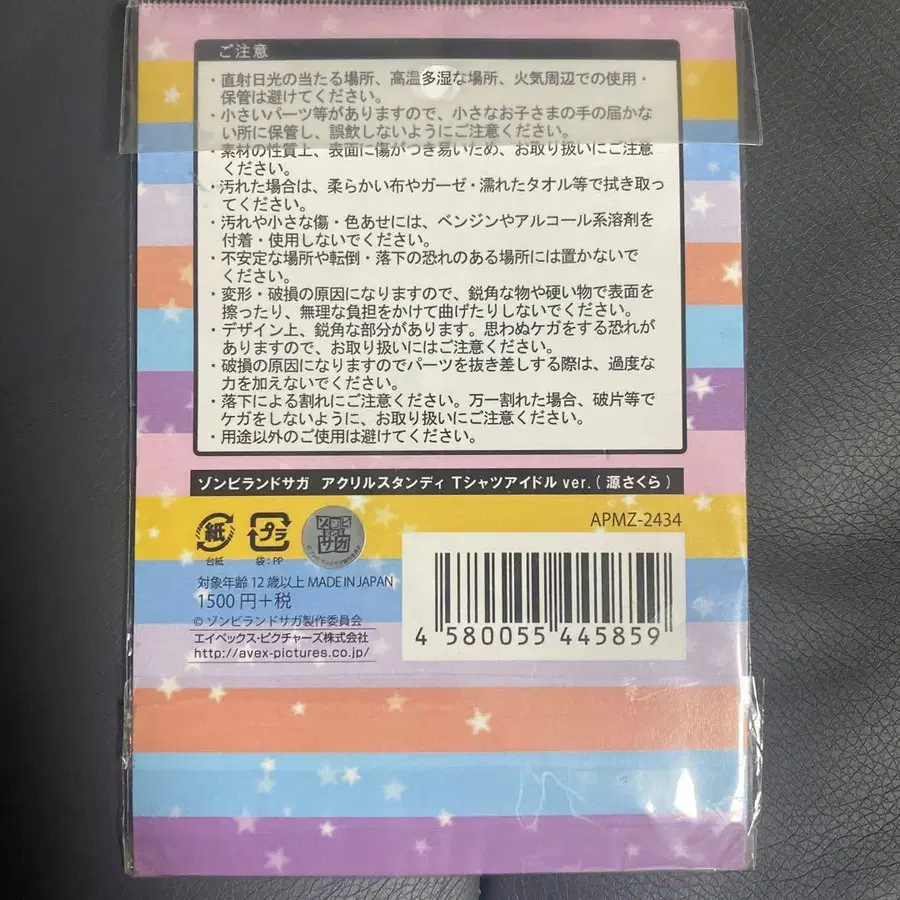 ご注意
・直射日光の当たる場所、高温多湿な場所、火気周辺での使用・
保管は避けてください。
・小さいパーツ等がありますので、小さなお子さまの手の届かな
い所に保管し、誤飲しないようにご注意ください。
・素材の性質上、表面に傷がつき易いため、お取り扱いにご注意
ください。
・汚れた場合は、柔らかい布やガーゼ・濡れたタオル等で拭き取っ
てください。
・汚れや小さな傷・色あせには、ベンジンやアルコール系溶剤を
付着・使用しないでください。
・不安定な場所や転倒・落下の恐れのある場所には置かないで
ください。
・変形・破損の原因になりますので、鋭角な物や硬い物で表面を
擦ったり、無理な負担をかけて曲げたりしないでください。
・デザイン上、鋭角な部分があります。思わぬケガをする恐れが
ありますので、お取り扱いにはご注意ください。
・破損の原因になりますのでパーツを抜き差しする際は、過度な
力を加えないでください。
・落下による割れにご注意ください。万一割れた場合、破片等で
ケガをしないように、お取り扱いにご注意ください。
・用途以外のご使用は避けてください。
ゾンビランドサガ アクリルスタンディ Tシャツアイドル ver.(源さくら)
APMZ-2434
紙
台紙
プラ
袋:PP
ゾンビランドサガ
対象年齢12歳以上 MADE IN JAPAN
1500円+税
© ゾンビランドサガ製作委員会
エイベックス・ピクチャーズ株式会社
http://avex-pictures.co.jp/
4 580055 445859